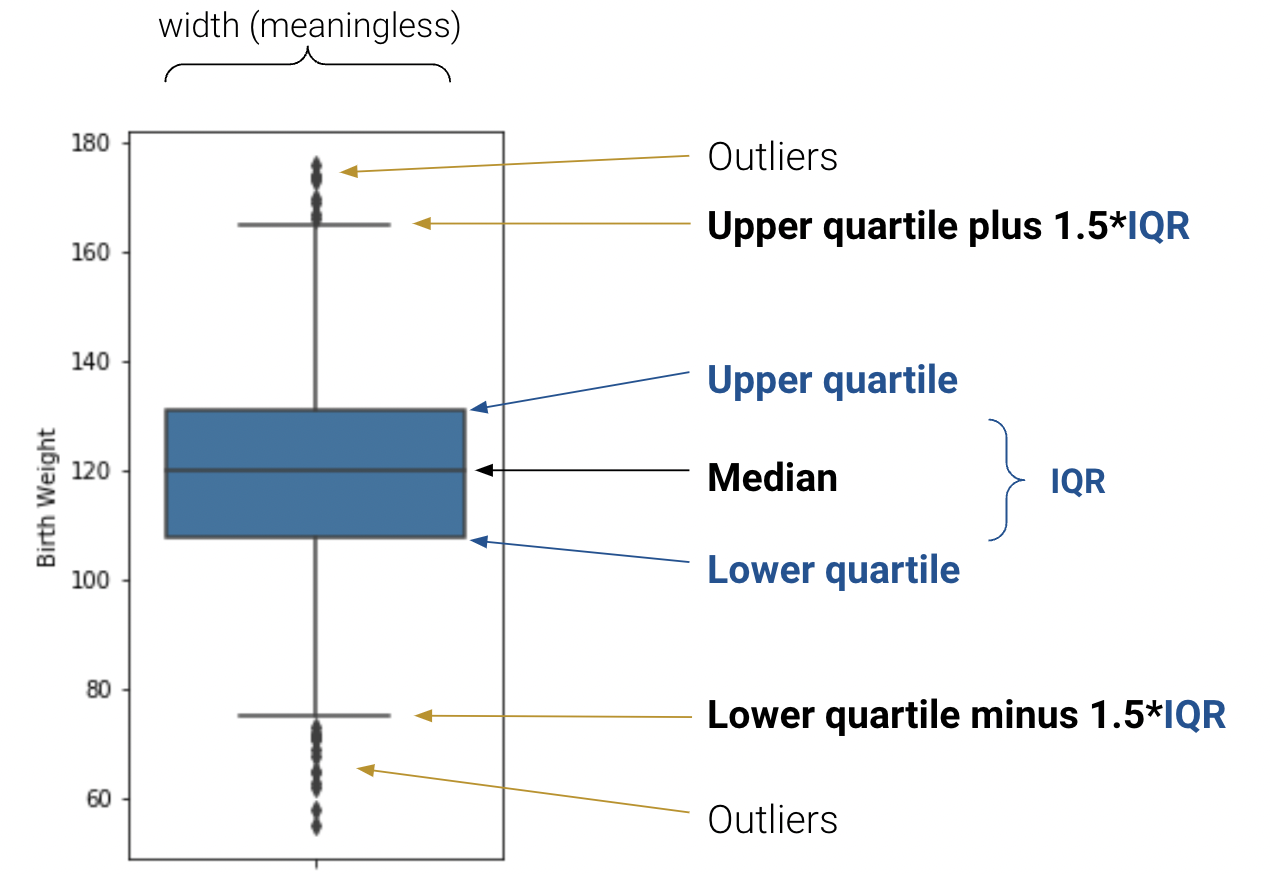 width (meaningless)
180
Outliers
Upper quartile plus 1.5*IQR
160
140
Upper quartile
Birth Weight
120
Median
IQR
100
Lower quartile
80
Lower quartile minus 1.5*IQR
60
Outliers